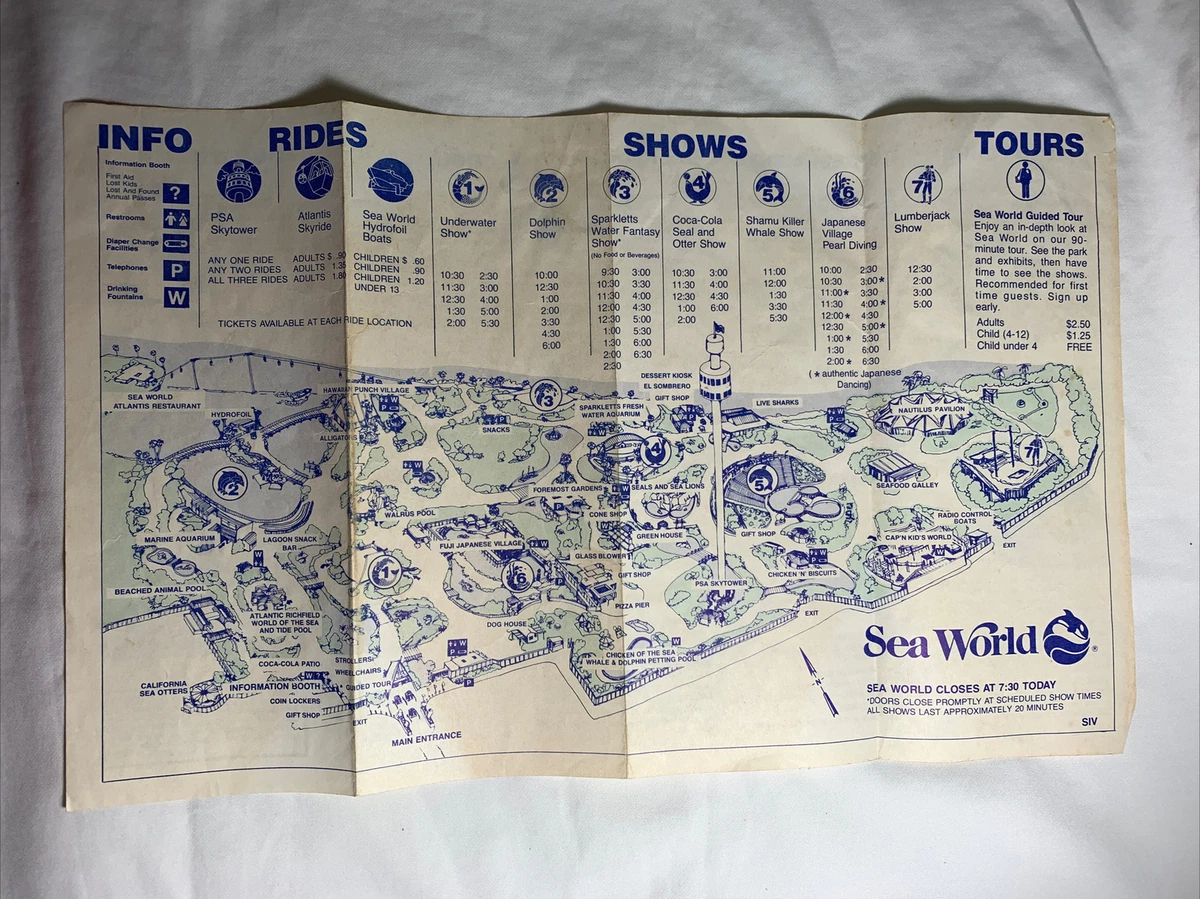 INFO
Information Booth
First Aid
Lost Kids
Lost And Found
Annual Passes
?
Restrooms
Diaper Change
Facilities
Telephones
P
Drinking
Fountains
W
RIDES
PSA
Skytower
Atlantis
Skyride
Sea World
Hydrofoil
Boats
ANY ONE RIDE ADULTS $ .90 CHILDREN $ .60
ANY TWO RIDES ADULTS 1.35 CHILDREN .90
ALL THREE RIDES ADULTS 1.80 CHILDREN 1.20
UNDER 13
TICKETS AVAILABLE AT EACH RIDE LOCATION
SHOWS
1
Underwater
Show*
10:30 2:30
11:30 3:00
12:30 4:00
1:30 5:00
2:00 5:30
2
Dolphin
Show
10:00
12:30
1:00
2:00
3:30
4:30
6:00
3
Sparkletts
Water Fantasy
Show*
(No Food or Beverages)
9:30 3:00
10:30 3:30
11:30 4:00
12:00 4:30
12:30 5:00
1:00 5:30
1:30 6:00
2:00 6:30
2:30
4
Coca-Cola
Seal and
Otter Show
10:30 3:00
11:30 4:00
12:30 4:30
1:00 6:00
2:00
5
Shamu Killer
Whale Show
11:00
12:00
1:30
3:30
5:30
6
Japanese
Village
Pearl Diving
10:00 2:30
10:30 3:00*
11:00* 3:30
11:30 4:00*
12:00* 4:30
12:30 5:00*
1:00* 5:30
1:30 6:00
2:00* 6:30
(* authentic Japanese
Dancing)
7
Lumberjack
Show
12:30
2:00
3:00
5:00
TOURS
Sea World Guided Tour
Enjoy an in-depth look at
Sea World on our 90-
minute tour. See the park
and exhibits, then have
time to see the shows.
Recommended for first
time guests. Sign up
early.
Adults $2.50
Child (4-12) $1.25
Child under 4 FREE
SEA WORLD
ATLANTIS RESTAURANT
HYDROFOIL
HAWAIIAN PUNCH VILLAGE
ALLIGATORS
SNACKS
3
DESSERT KIOSK
EL SOMBRERO
GIFT SHOP
SPARKLETTS FRESH
WATER AQUARIUM
4
LIVE SHARKS
NAUTILUS PAVILION
7
SEAFOOD GALLEY
2
WALRUS POOL
FOREMOST GARDENS
SEALS AND SEA LIONS
5
CONE SHOP
GREEN HOUSE
GIFT SHOP
RADIO CONTROL
BOATS
CAP'N KID'S WORLD
EXIT
MARINE AQUARIUM
LAGOON SNACK
BAR
FUJI JAPANESE VILLAGE
GLASS BLOWER
GIFT SHOP
CHICKEN 'N' BISCUITS
1
6
BEACHED ANIMAL POOL
PSA SKYTOWER
PIZZA PIER
EXIT
ATLANTIC RICHFIELD
WORLD OF THE SEA
AND TIDE POOL
DOG HOUSE
CHICKEN OF THE SEA
WHALE & DOLPHIN PETTING POOL
COCA-COLA PATIO
STROLLERS
WHEELCHAIRS
CALIFORNIA
SEA OTTERS
INFORMATION BOOTH
GUIDED TOUR
COIN LOCKERS
GIFT SHOP
EXIT
MAIN ENTRANCE
Sea World ®
SEA WORLD CLOSES AT 7:30 TODAY
*DOORS CLOSE PROMPTLY AT SCHEDULED SHOW TIMES
ALL SHOWS LAST APPROXIMATELY 20 MINUTES
SIV